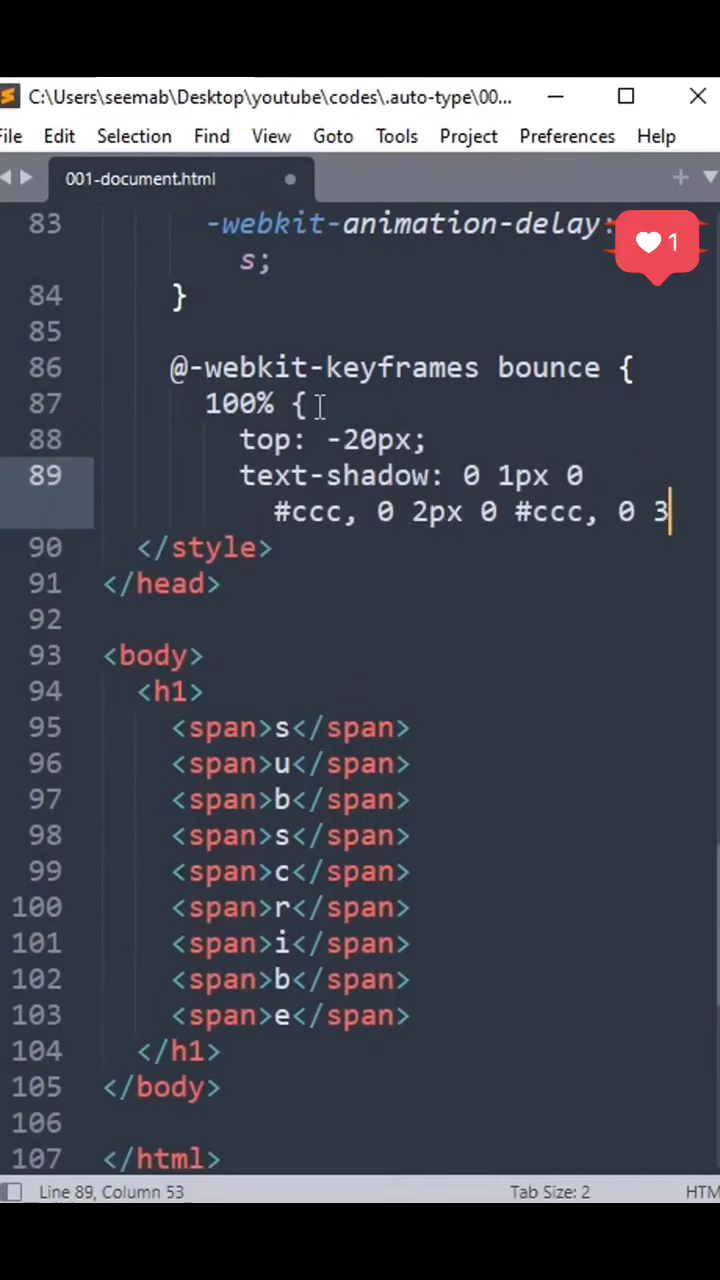 C:\Users\seemab\Desktop\youtube\codes\.auto-type\00...
File Edit Selection Find View Goto Tools Project Preferences Help
001-document.html
83 -webkit-animation-delay:
s;
1
84 }
85
86 @-webkit-keyframes bounce {
87 100% {
88 top: -20px;
89 text-shadow: 0 1px 0
#ccc, 0 2px 0 #ccc, 0 3
90 </style>
91 </head>
92
93 <body>
94 <h1>
95 <span>s</span>
96 <span>u</span>
97 <span>b</span>
98 <span>s</span>
99 <span>c</span>
100 <span>r</span>
101 <span>i</span>
102 <span>b</span>
103 <span>e</span>
104 </h1>
105 </body>
106
107 </html>
Line 89, Column 53 Tab Size: 2 HTM